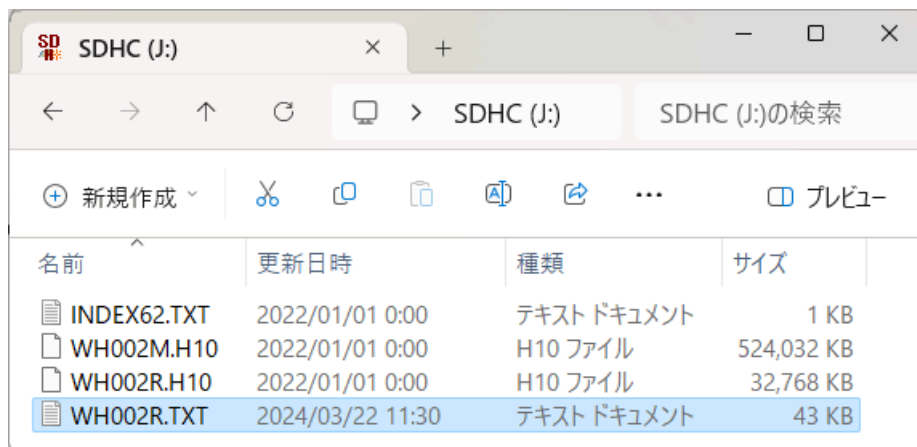 SD SDHC (J:)
SDHC (J:) SDHC (J:)の検索
新規作成 プレビュー
名前 更新日時 種類 サイズ
INDEX62.TXT 2022/01/01 0:00 テキスト ドキュメント 1 KB
WH002M.H10 2022/01/01 0:00 H10 ファイル 524,032 KB
WH002R.H10 2022/01/01 0:00 H10 ファイル 32,768 KB
WH002R.TXT 2024/03/22 11:30 テキスト ドキュメント 43 KB